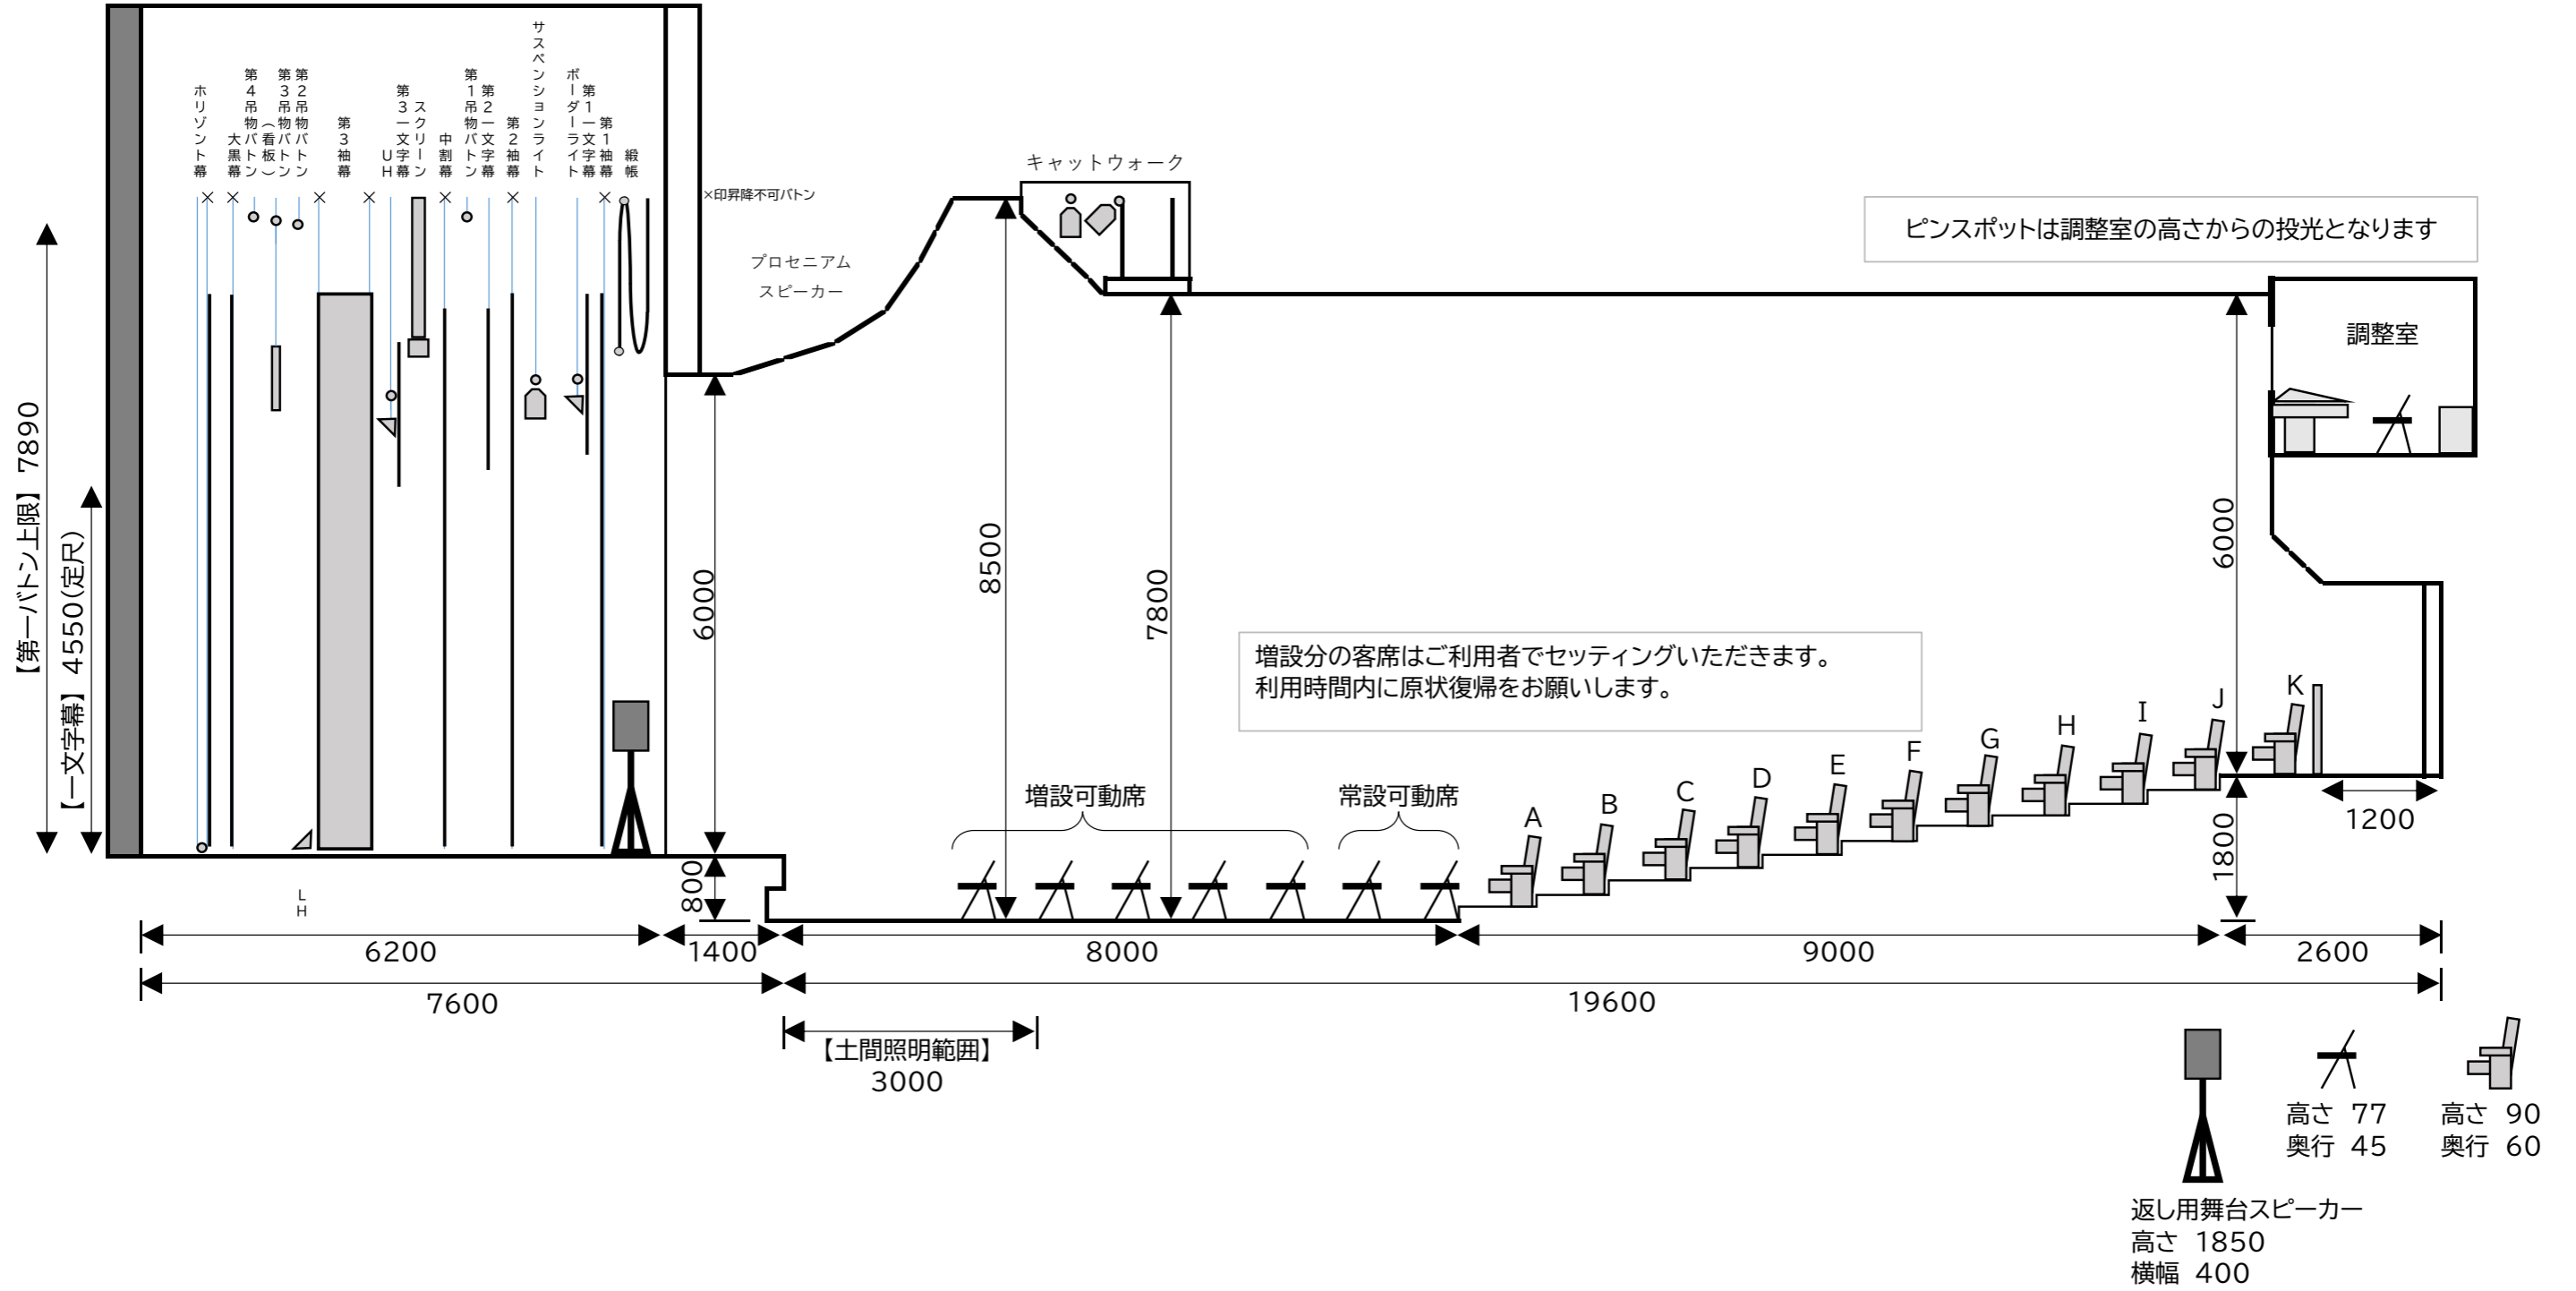 ホリゾント幕
大黒幕
第4吊物バトン
(看板)
第3吊物バトン
第2吊物バトン
第3袖幕
UH
第3一文字幕
スクリーン
中割幕
第1吊物バトン
第2一文字幕
第2袖幕
サスペンションライト
ボーダーライト
第1一文字幕
第1袖幕
緞帳
×印昇降不可バトン
プロセニアム
スピーカー
キャットウォーク
ピンスポットは調整室の高さからの投光となります
調整室
【第一バトン上限】 7890
【一文字幕】 4550(定尺)
6000
8500
7800
6000
増設分の客席はご利用者でセッティングいただきます。
利用時間内に原状復帰をお願いします。
増設可動席
常設可動席
A
B
C
D
E
F
G
H
I
J
K
1200
1800
800
LH
6200
1400
8000
9000
2600
7600
19600
【土間照明範囲】
3000
高さ 77
奥行 45
高さ 90
奥行 60
返し用舞台スピーカー
高さ 1850
横幅 400